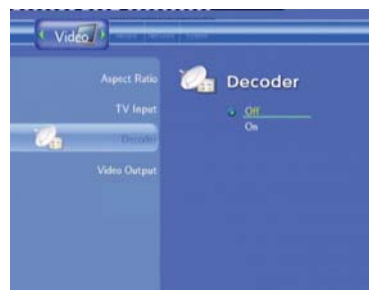 Video
Aspect Ratio
Decoder
TV Input
Off
On
Decoder
Video Output